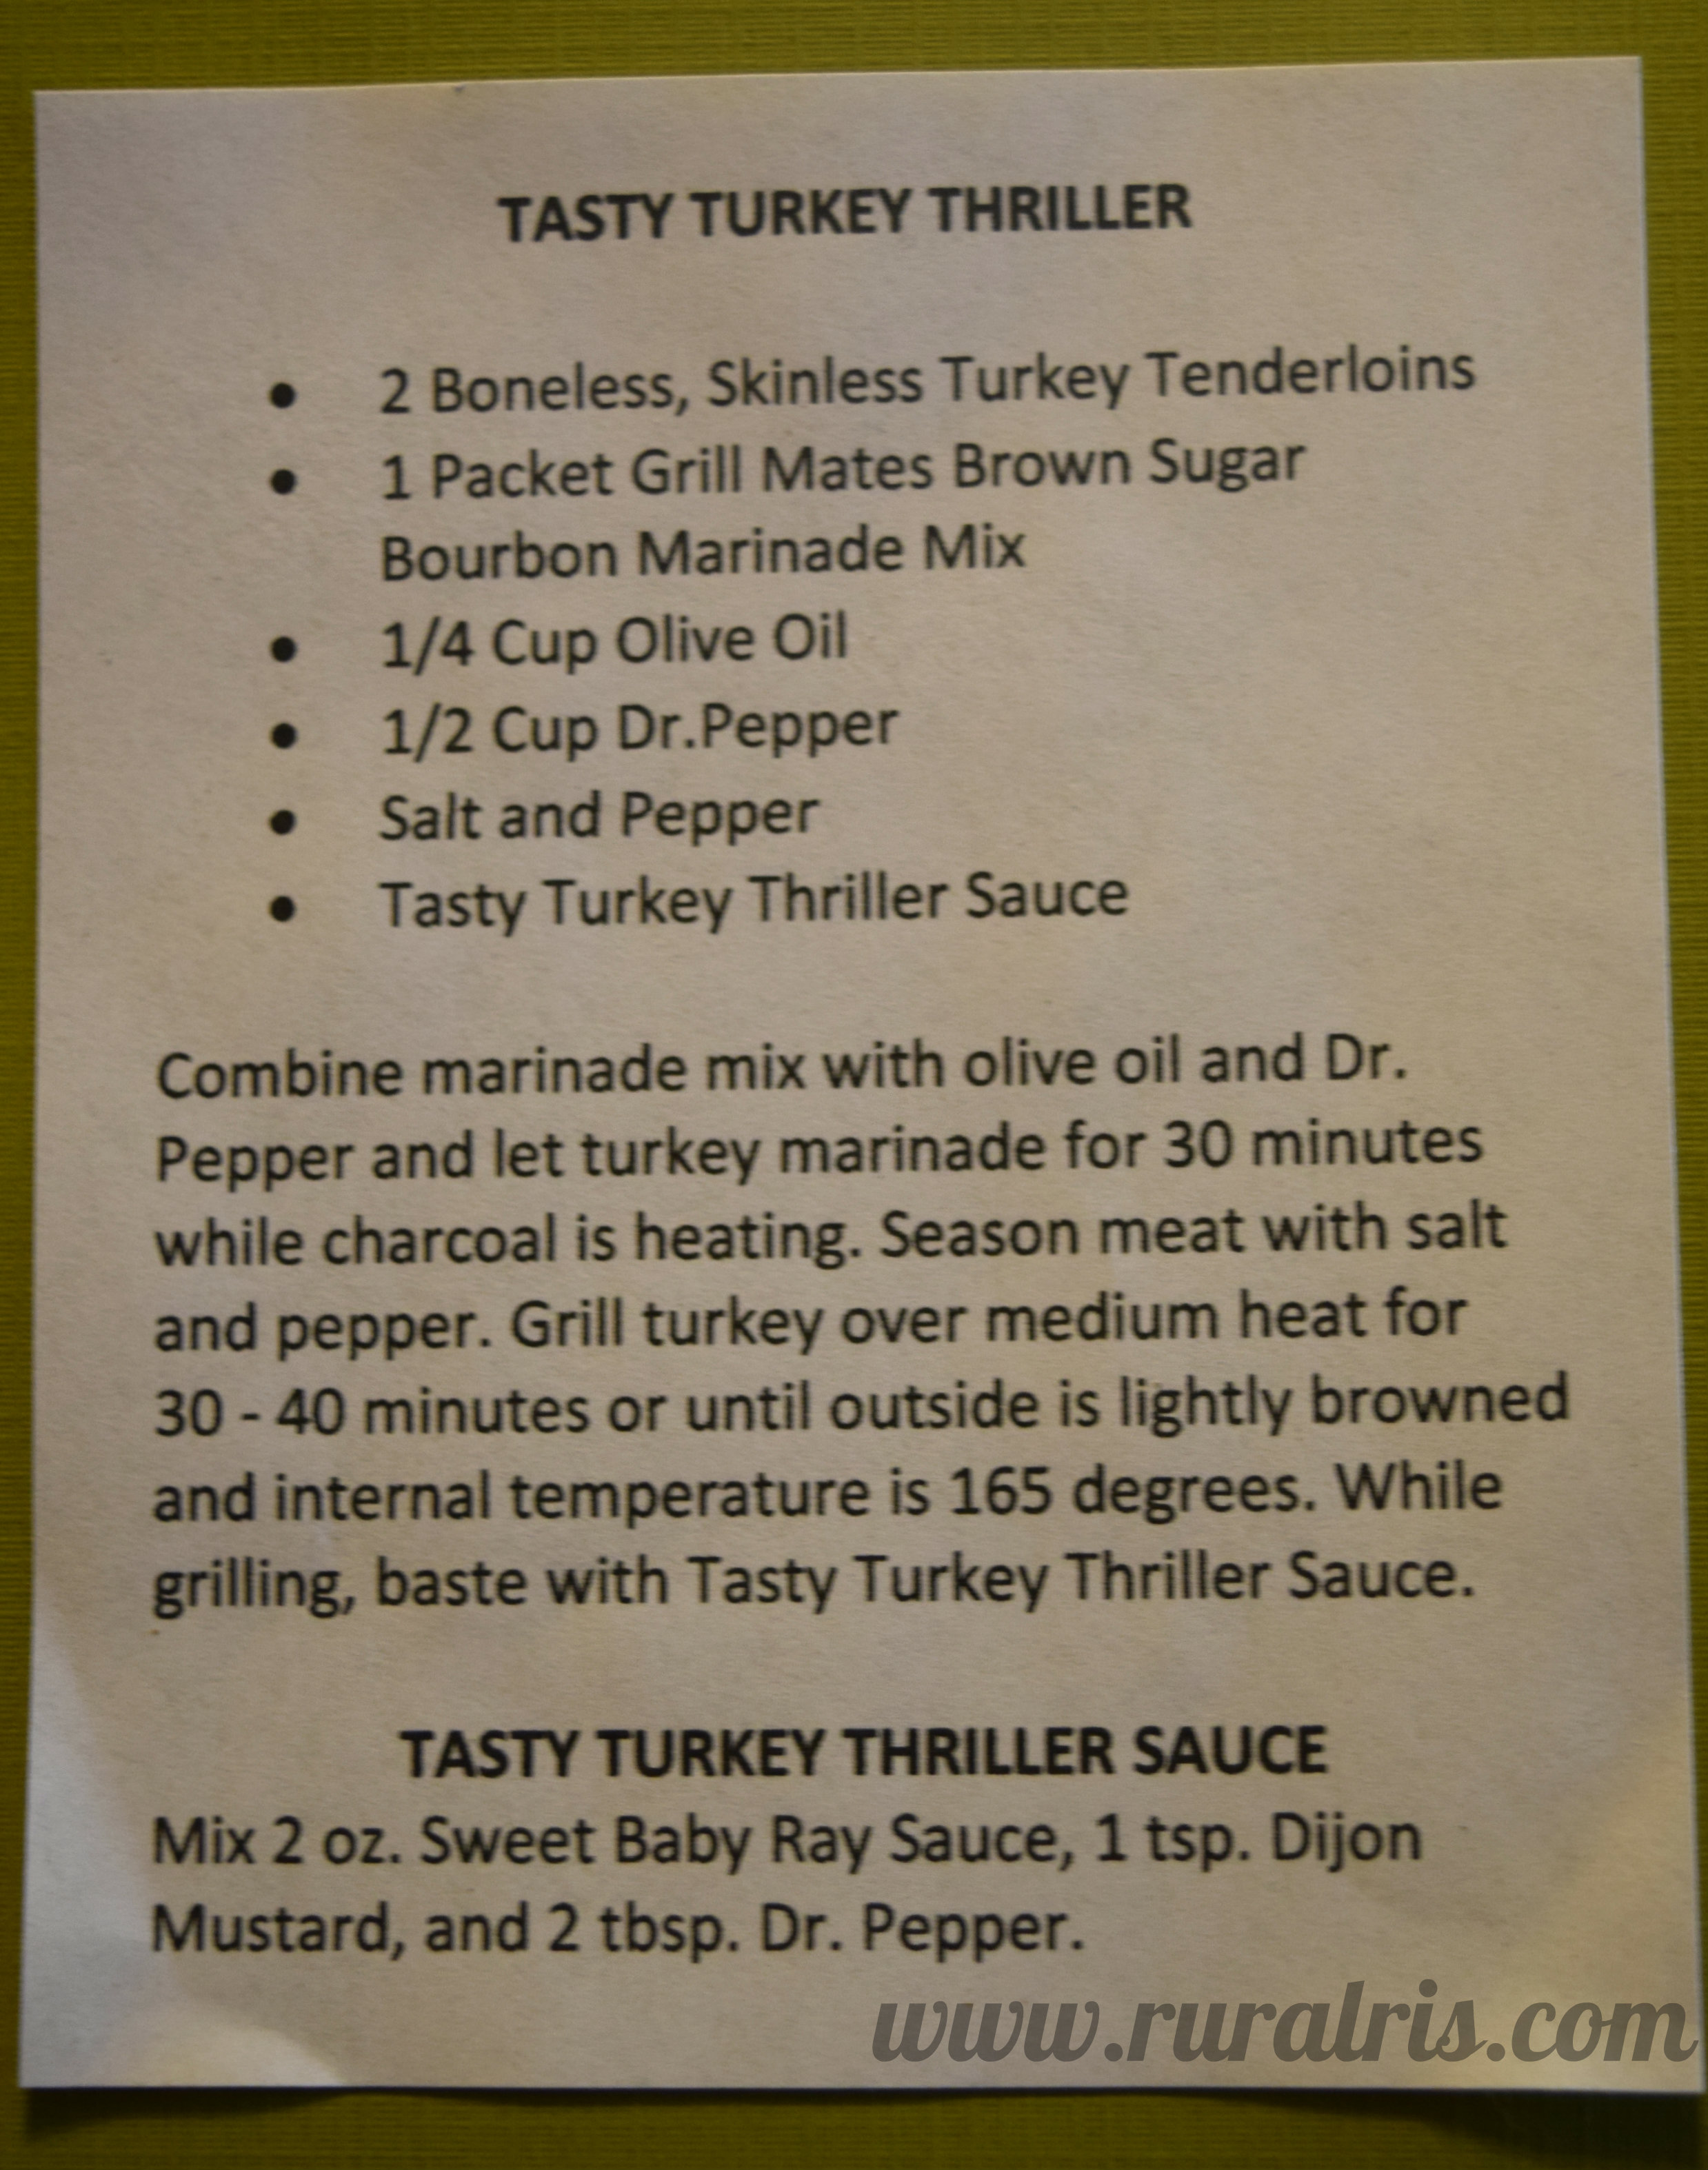 TASTY TURKEY THRILLER
• 2 Boneless, Skinless Turkey Tenderloins
• 1 Packet Grill Mates Brown Sugar
Bourbon Marinade Mix
• 1/4 Cup Olive Oil
• 1/2 Cup Dr.Pepper
• Salt and Pepper
• Tasty Turkey Thriller Sauce
Combine marinade mix with olive oil and Dr.
Pepper and let turkey marinade for 30 minutes
while charcoal is heating. Season meat with salt
and pepper. Grill turkey over medium heat for
30 - 40 minutes or until outside is lightly browned
and internal temperature is 165 degrees. While
grilling, baste with Tasty Turkey Thriller Sauce.
TASTY TURKEY THRILLER SAUCE
Mix 2 oz. Sweet Baby Ray Sauce, 1 tsp. Dijon
Mustard, and 2 tbsp. Dr. Pepper.
www.ruralris.com